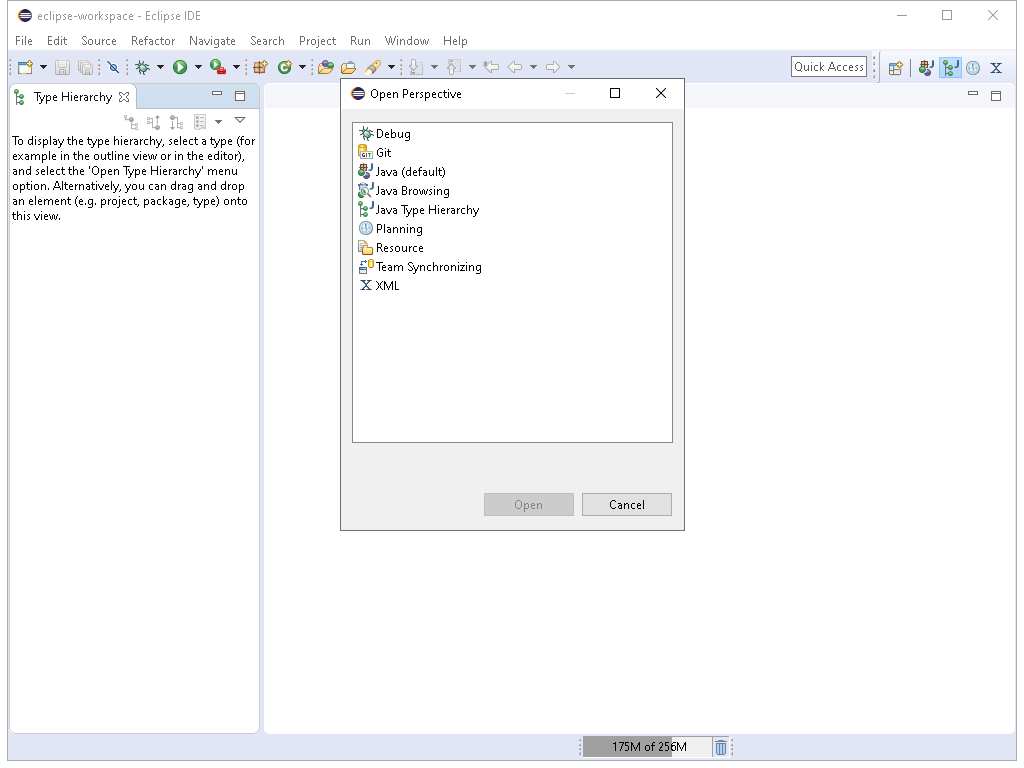 eclipse-workspace - Eclipse IDE
File Edit Source Refactor Navigate Search Project Run Window Help
Quick Access
Type Hierarchy
To display the type hierarchy, select a type (for
example in the outline view or in the editor),
and select the 'Open Type Hierarchy' menu
option. Alternatively, you can drag and drop
an element (e.g. project, package, type) onto
this view.
Open Perspective
Debug
Git
Java (default)
Java Browsing
Java Type Hierarchy
Planning
Resource
Team Synchronizing
XML
Open Cancel
175M of 256M